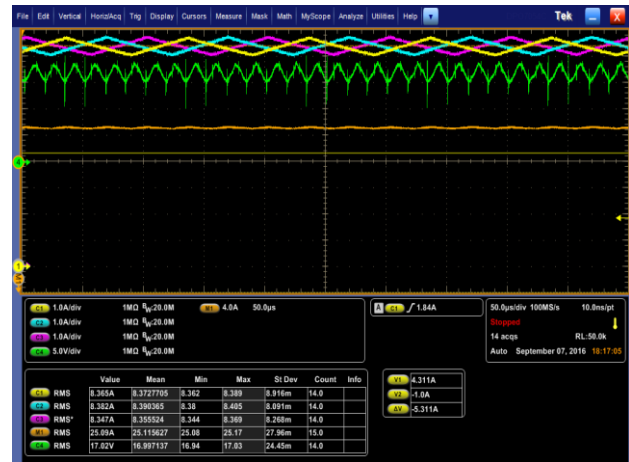 File Edit Vertical Horiz/Acq Trig Display Cursors Measure Mask Math MyScope Analyze Utilities Help Tek X
4
1
C1 1.0A/div 1MΩ BW:20.0M M1 4.0A 50.0µs A C1 1.84A 50.0µs/div 100MS/s 10.0ns/pt
C2 1.0A/div 1MΩ BW:20.0M Stopped
C3 1.0A/div 1MΩ BW:20.0M 14 acqs RL:50.0k
C4 5.0V/div 1MΩ BW:20.0M Auto September 07, 2016 18:17:05
Value Mean Min Max St Dev Count Info V1 4.311A
C1 RMS 8.365A 8.3727705 8.362 8.389 8.916m 14.0 V2 -1.0A
C2 RMS 8.382A 8.390365 8.38 8.405 8.091m 14.0 ΔV -5.311A
C3 RMS* 8.347A 8.355524 8.344 8.369 8.268m 14.0
M1 RMS 25.09A 25.115627 25.08 25.17 27.96m 15.0
C4 RMS 17.02V 16.997137 16.94 17.03 24.45m 14.0